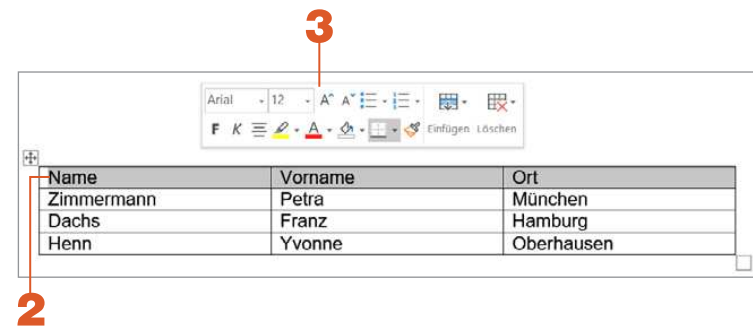 3
Arial 12 A A
F K A Einfügen Löschen
Name Vorname Ort
Zimmermann Petra München
Dachs Franz Hamburg
Henn Yvonne Oberhausen
2